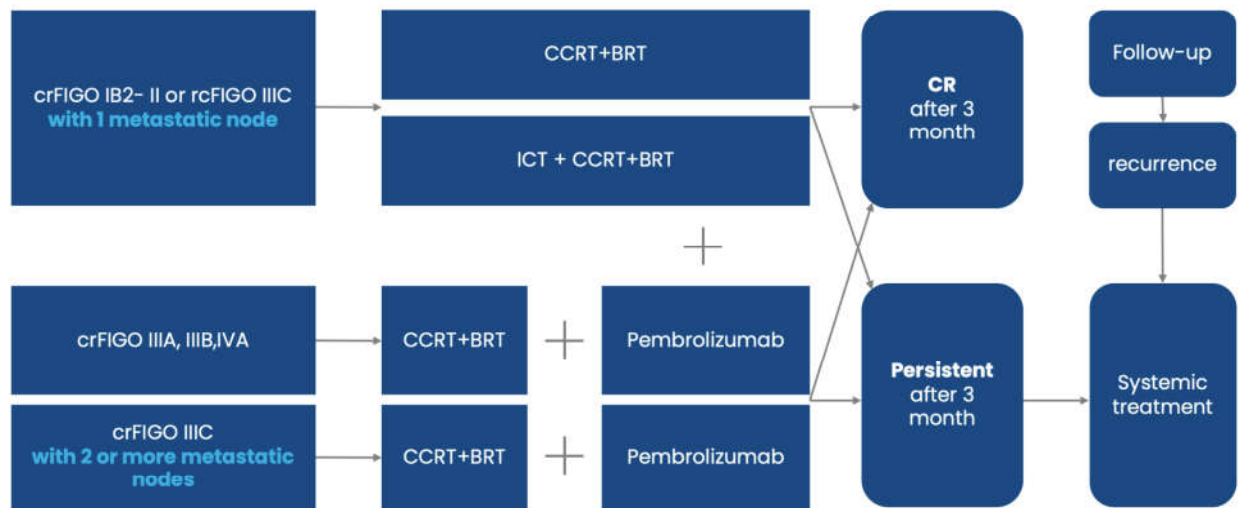 crFIGO IB2- II or rcFIGO IIIC
with 1 metastatic node
CCRT+BRT
ICT + CCRT+BRT
CR
after 3
month
Follow-up
recurrence
+
crFIGO IIIA, IIIB,IVA
CCRT+BRT
+
Pembrolizumab
crFIGO IIIC
with 2 or more metastatic
nodes
CCRT+BRT
+
Pembrolizumab
Persistent
after 3
month
Systemic
treatment